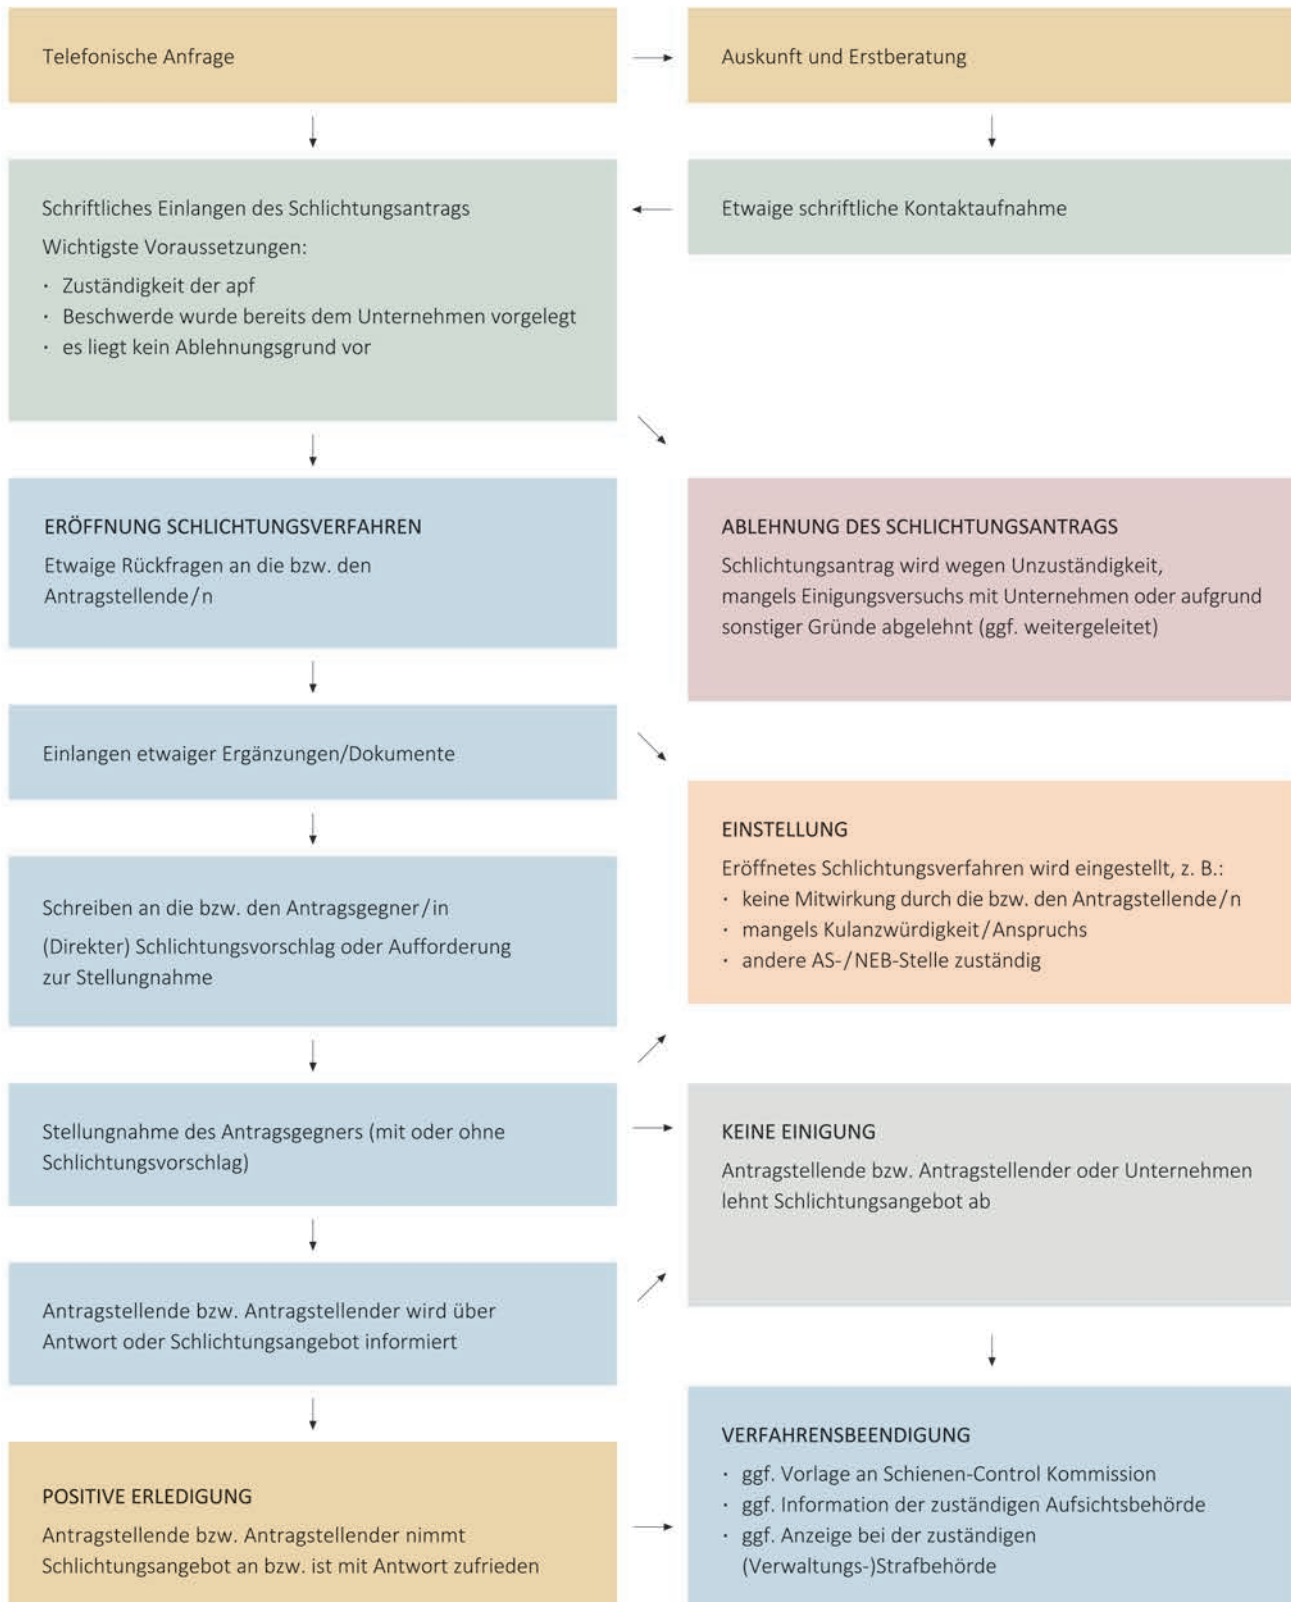 Telefonische Anfrage
Auskunft und Erstberatung
Schriftliches Einlangen des Schlichtungsantrags
Wichtigste Voraussetzungen:
· Zuständigkeit der apf
· Beschwerde wurde bereits dem Unternehmen vorgelegt
· es liegt kein Ablehnungsgrund vor
Etwaige schriftliche Kontaktaufnahme
ERÖFFNUNG SCHLICHTUNGSVERFAHREN
Etwaige Rückfragen an die bzw. den
Antragstellende/n
ABLEHNUNG DES SCHLICHTUNGSANTRAGS
Schlichtungsantrag wird wegen Unzuständigkeit,
mangels Einigungsversuchs mit Unternehmen oder aufgrund
sonstiger Gründe abgelehnt (ggf. weitergeleitet)
Einlangen etwaiger Ergänzungen/Dokumente
EINSTELLUNG
Eröffnetes Schlichtungsverfahren wird eingestellt, z. B.:
· keine Mitwirkung durch die bzw. den Antragstellende/n
· mangels Kulanzwürdigkeit/Anspruchs
· andere AS-/NEB-Stelle zuständig
Schreiben an die bzw. den Antragsgegner/in
(Direkter) Schlichtungsvorschlag oder Aufforderung
zur Stellungnahme
Stellungnahme des Antragsgegners (mit oder ohne
Schlichtungsvorschlag)
KEINE EINIGUNG
Antragstellende bzw. Antragstellender oder Unternehmen
lehnt Schlichtungsangebot ab
Antragstellende bzw. Antragstellender wird über
Antwort oder Schlichtungsangebot informiert
POSITIVE ERLEDIGUNG
Antragstellende bzw. Antragstellender nimmt
Schlichtungsangebot an bzw. ist mit Antwort zufrieden
VERFAHRENSBEENDIGUNG
· ggf. Vorlage an Schienen-Control Kommission
· ggf. Information der zuständigen Aufsichtsbehörde
· ggf. Anzeige bei der zuständigen
(Verwaltungs-)Strafbehörde